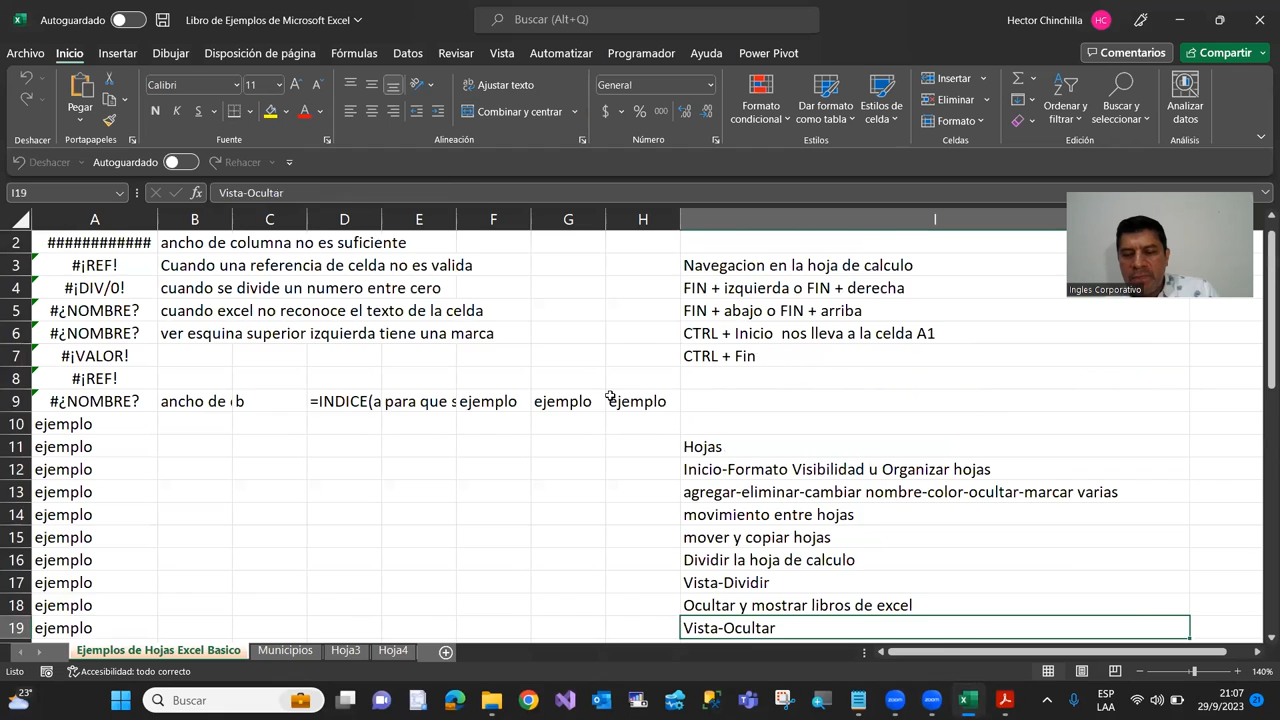 Autoguardado
Libro de Ejemplos de Microsoft Excel
Buscar (Alt+Q)
Hector Chinchilla
HC
Archivo Inicio Insertar Dibujar Disposición de página Fórmulas Datos Revisar Vista Automatizar Programador Ayuda Power Pivot
Comentarios
Compartir
Pegar
Calibri 11
N K S
Ajustar texto
Combinar y centrar
General
$ % 000
Formato condicional
Dar formato como tabla
Estilos de celda
Insertar
Eliminar
Formato
Ordenar y filtrar
Buscar y seleccionar
Analizar datos
Deshacer Portapapeles Fuente Alineación Número Estilos Celdas Edición Análisis
Deshacer Autoguardado Rehacer
I19 fx Vista-Ocultar
A B C D E F G H I
2 ############ ancho de columna no es suficiente
3 #¡REF! Cuando una referencia de celda no es valida Navegacion en la hoja de calculo
4 #¡DIV/0! cuando se divide un numero entre cero FIN + izquierda o FIN + derecha
5 #¿NOMBRE? cuando excel no reconoce el texto de la celda FIN + abajo o FIN + arriba
6 #¿NOMBRE? ver esquina superior izquierda tiene una marca CTRL + Inicio nos lleva a la celda A1
7 #¡VALOR! CTRL + Fin
8 #¡REF!
9 #¿NOMBRE? ancho de b =INDICE(a para que s ejemplo ejemplo ejemplo
10 ejemplo
11 ejemplo Hojas
12 ejemplo Inicio-Formato Visibilidad u Organizar hojas
13 ejemplo agregar-eliminar-cambiar nombre-color-ocultar-marcar varias
14 ejemplo movimiento entre hojas
15 ejemplo mover y copiar hojas
16 ejemplo Dividir la hoja de calculo
17 ejemplo Vista-Dividir
18 ejemplo Ocultar y mostrar libros de excel
19 ejemplo Vista-Ocultar
Ingles Corporativo
Ejemplos de Hojas Excel Basico Municipios Hoja3 Hoja4
Listo Accesibilidad: todo correcto 140%
23° Buscar
ESP
LAA
21:07
29/9/2023